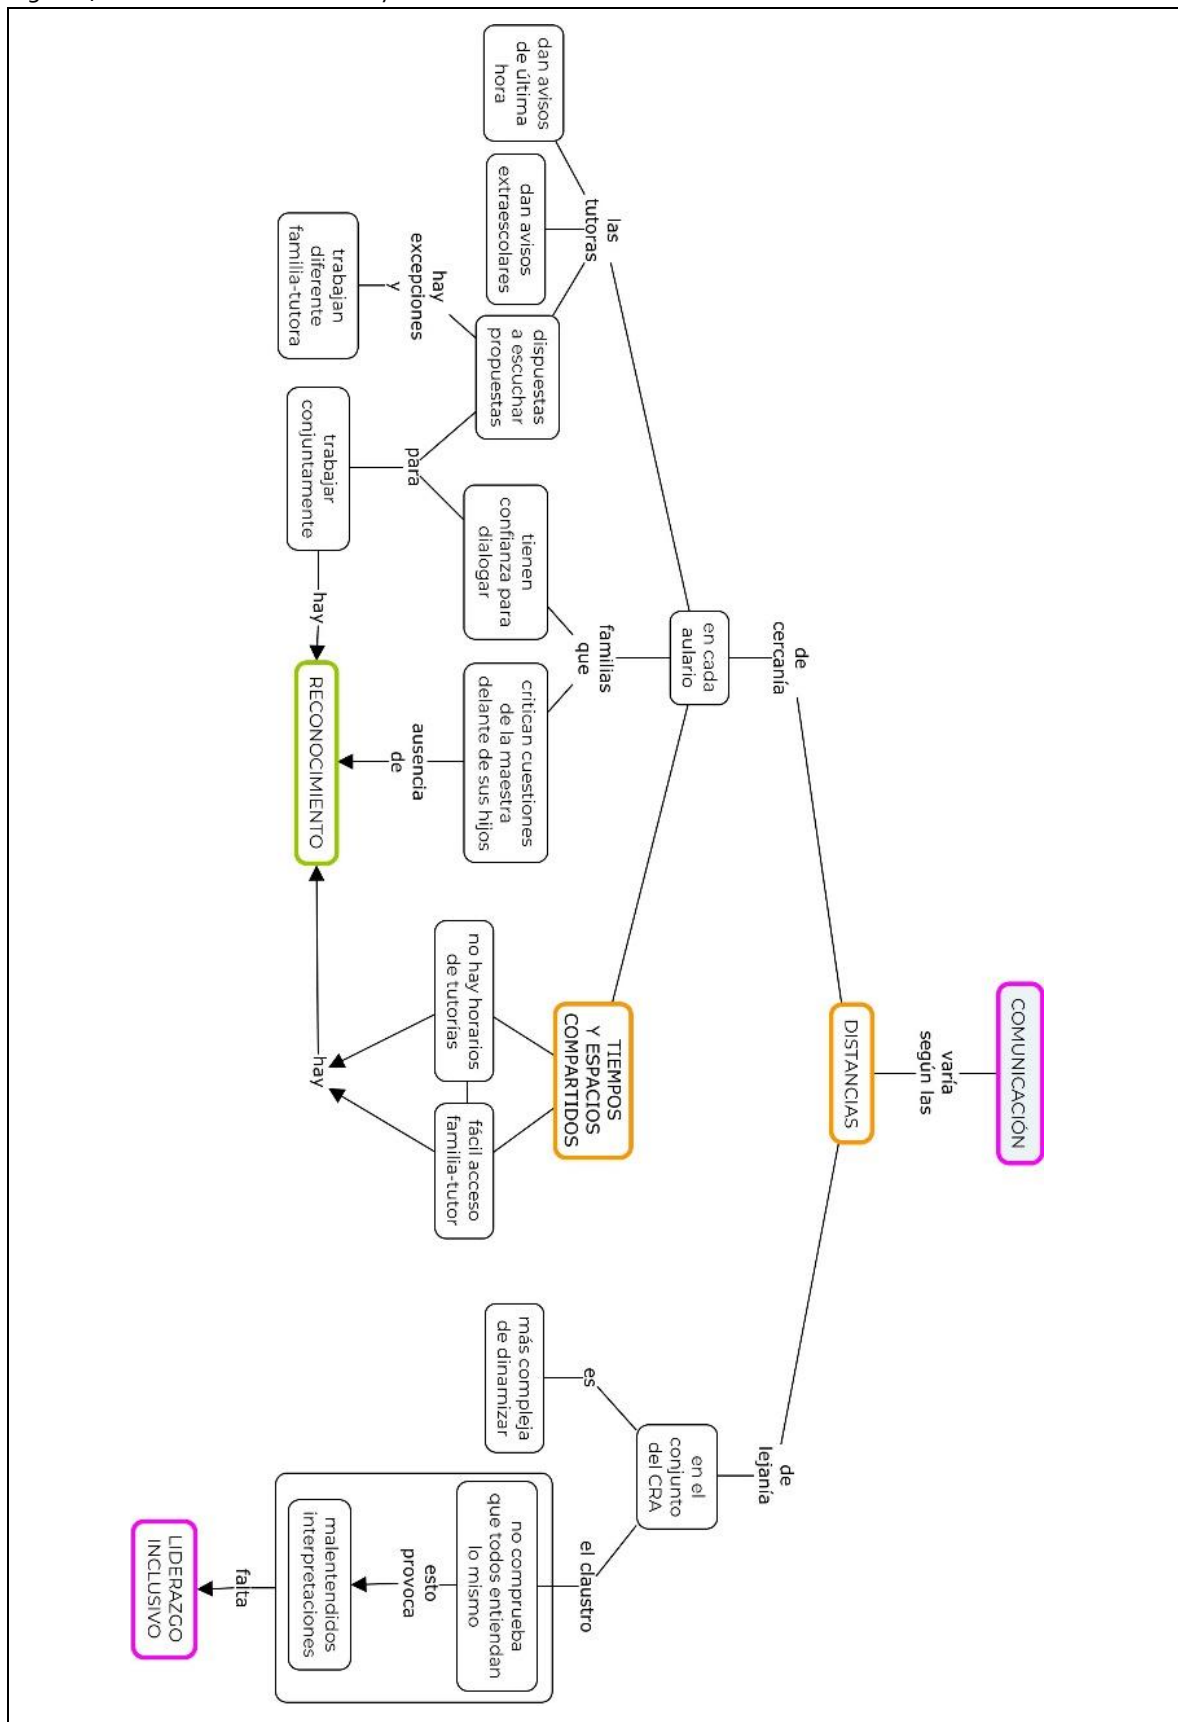 COMUNICACIÓN
varía
según las
DISTANCIAS
de
cercanía
de
lejanía
en cada
aulario
en el
conjunto
del CRA
las
tutoras
familias
que
TIEMPOS
Y ESPACIOS
COMPARTIDOS
es
el claustro
dan avisos
de última
hora
dan avisos
extraescolares
dispuestas
a escuchar
propuestas
tienen
confianza para
dialogar
critican cuestiones
de la maestra
delante de sus hijos
no hay horarios
de tutorías
fácil acceso
familia-tutor
más compleja
de dinamizar
no comprueba
que todos entiendan
lo mismo
hay
excepciones
y
para
ausencia
de
esto
provoca
trabajan
diferente
familia-tutora
trabajar
conjuntamente
hay
RECONOCIMIENTO
hay
malentendidos
interpretaciones
falta
LIDERAZGO
INCLUSIVO